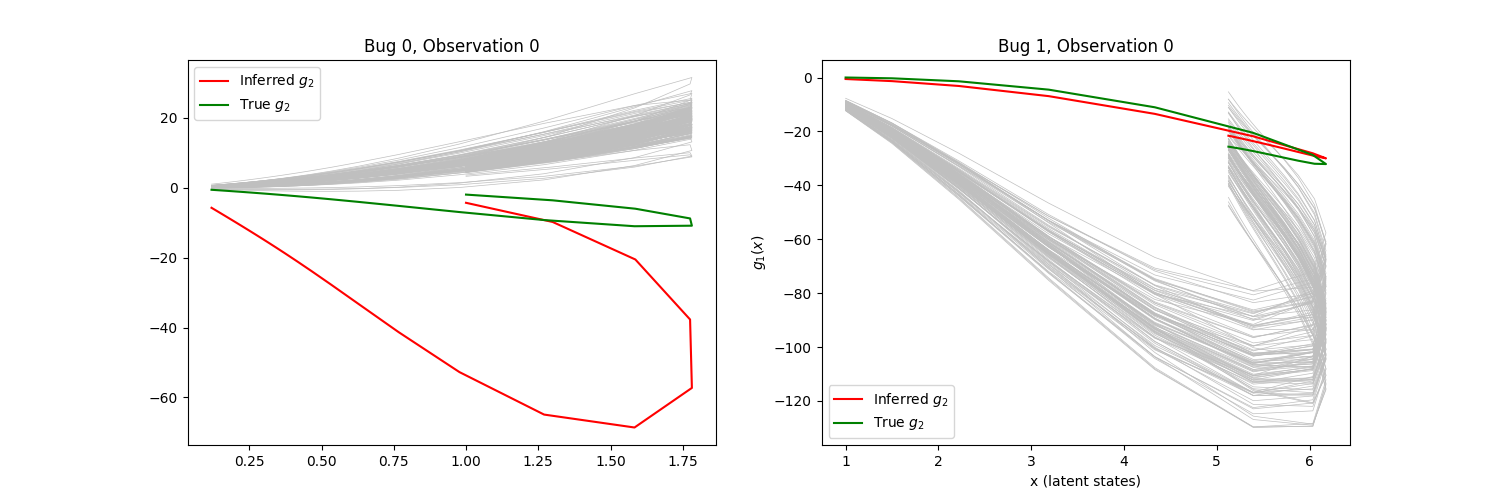 Bug 0, Observation 0
Inferred g₂
True g₂
20
0
−20
−40
−60
0.25 0.50 0.75 1.00 1.25 1.50 1.75
Bug 1, Observation 0
Inferred g₂
True g₂
g₁(x)
0
−20
−40
−60
−80
−100
−120
1 2 3 4 5 6
x (latent states)